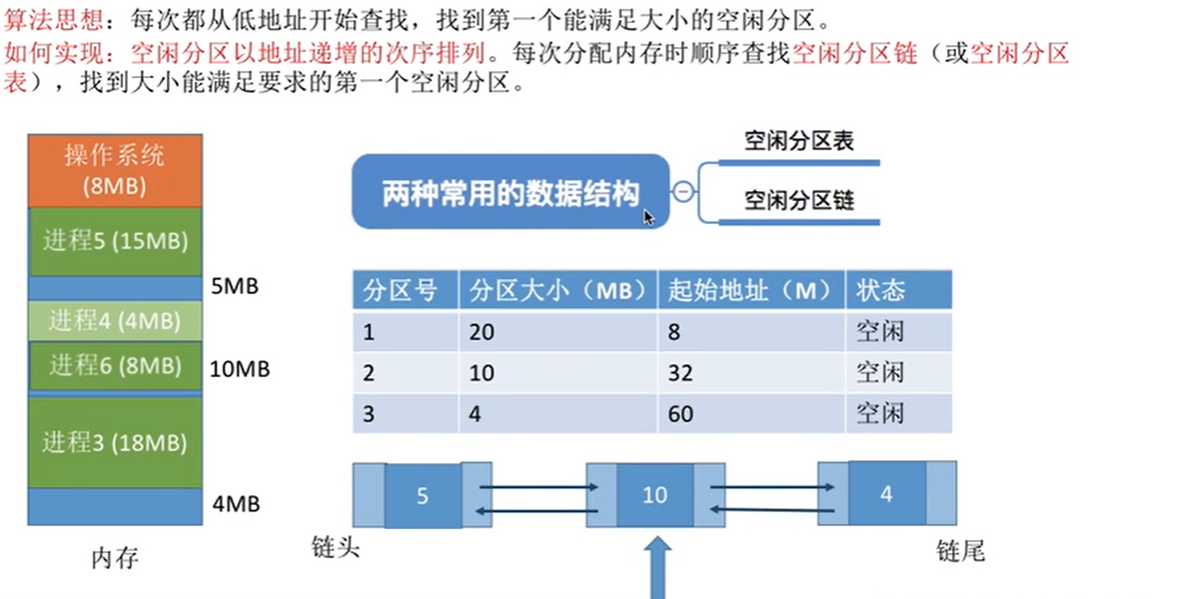 算法思想：每次都从低地址开始查找，找到第一个能满足大小的空闲分区。
如何实现：空闲分区以地址递增的次序排列。每次分配内存时顺序查找空闲分区链（或空闲分区
表），找到大小能满足要求的第一个空闲分区。
操作系统
(8MB)
进程5 (15MB)
5MB
进程4 (4MB)
进程6 (8MB)
10MB
进程3 (18MB)
4MB
内存
两种常用的数据结构
空闲分区表
空闲分区链
分区号 分区大小（MB） 起始地址（M） 状态
1 20 8 空闲
2 10 32 空闲
3 4 60 空闲
5 10 4
链头
链尾